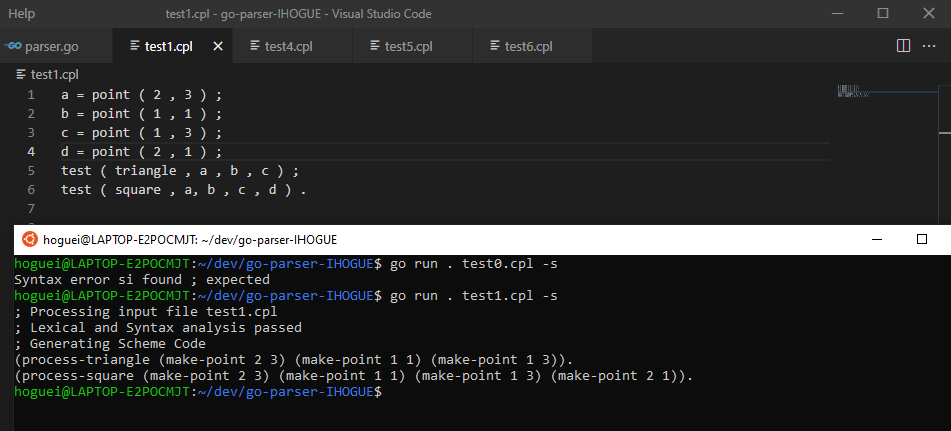 Help
test1.cpl - go-parser-IHOGUE - Visual Studio Code
GO parser.go
test1.cpl
test4.cpl
test5.cpl
test6.cpl
test1.cpl
1 a = point ( 2 , 3 ) ;
2 b = point ( 1 , 1 ) ;
3 c = point ( 1 , 3 ) ;
4 d = point ( 2 , 1 ) ;
5 test ( triangle , a , b , c ) ;
6 test ( square , a, b , c , d ) .
7
hoguei@LAPTOP-E2POCMJT: ~/dev/go-parser-IHOGUE
hoguei@LAPTOP-E2POCMJT:~/dev/go-parser-IHOGUE$ go run . test0.cpl -s
Syntax error si found ; expected
hoguei@LAPTOP-E2POCMJT:~/dev/go-parser-IHOGUE$ go run . test1.cpl -s
; Processing input file test1.cpl
; Lexical and Syntax analysis passed
; Generating Scheme Code
(process-triangle (make-point 2 3) (make-point 1 1) (make-point 1 3)).
(process-square (make-point 2 3) (make-point 1 1) (make-point 1 3) (make-point 2 1)).
hoguei@LAPTOP-E2POCMJT:~/dev/go-parser-IHOGUE$